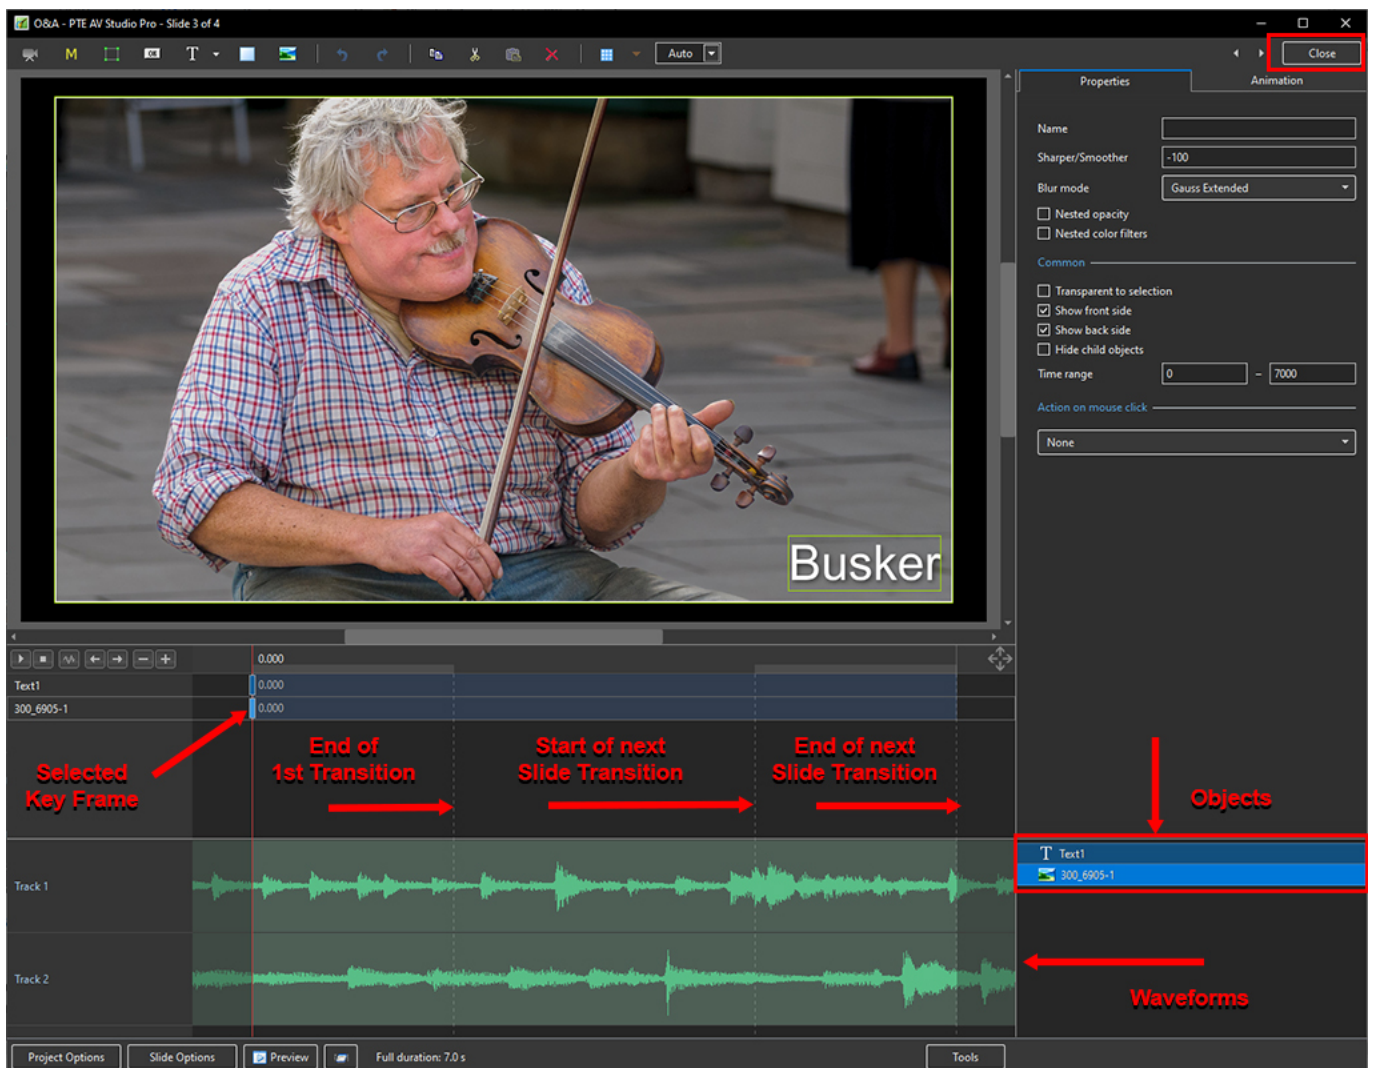 O&A - PTE AV Studio Pro - Slide 3 of 4
M
OK
T
Auto
Close
Properties
Animation
Name
Sharper/Smoother
-100
Blur mode
Gauss Extended
Nested opacity
Nested color filters
Common
Transparent to selection
Show front side
Show back side
Hide child objects
Time range
0
–
7000
Action on mouse click
None
Busker
0.000
Text1
0.000
300_6905-1
0.000
Selected
Key Frame
End of
1st Transition
Start of next
Slide Transition
End of next
Slide Transition
Objects
T Text1
300_6905-1
Track 1
Track 2
Waveforms
Project Options
Slide Options
Preview
Full duration: 7.0 s
Tools